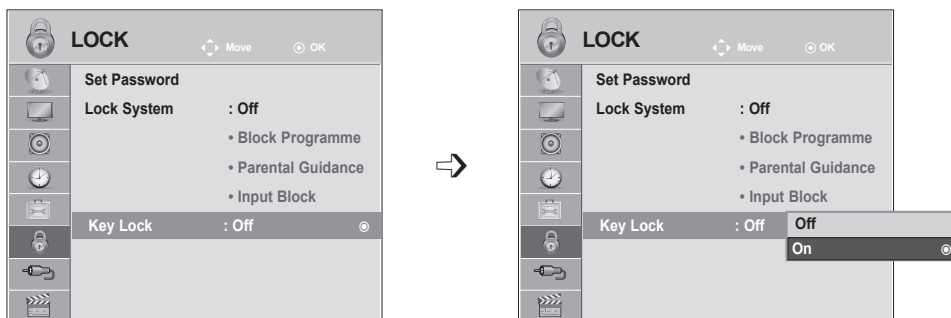 LOCK
Move OK
Set Password
Lock System : Off
• Block Programme
• Parental Guidance
• Input Block
Key Lock : Off
LOCK
Move OK
Set Password
Lock System : Off
• Block Programme
• Parental Guidance
• Input Block
Key Lock : Off
Off
On